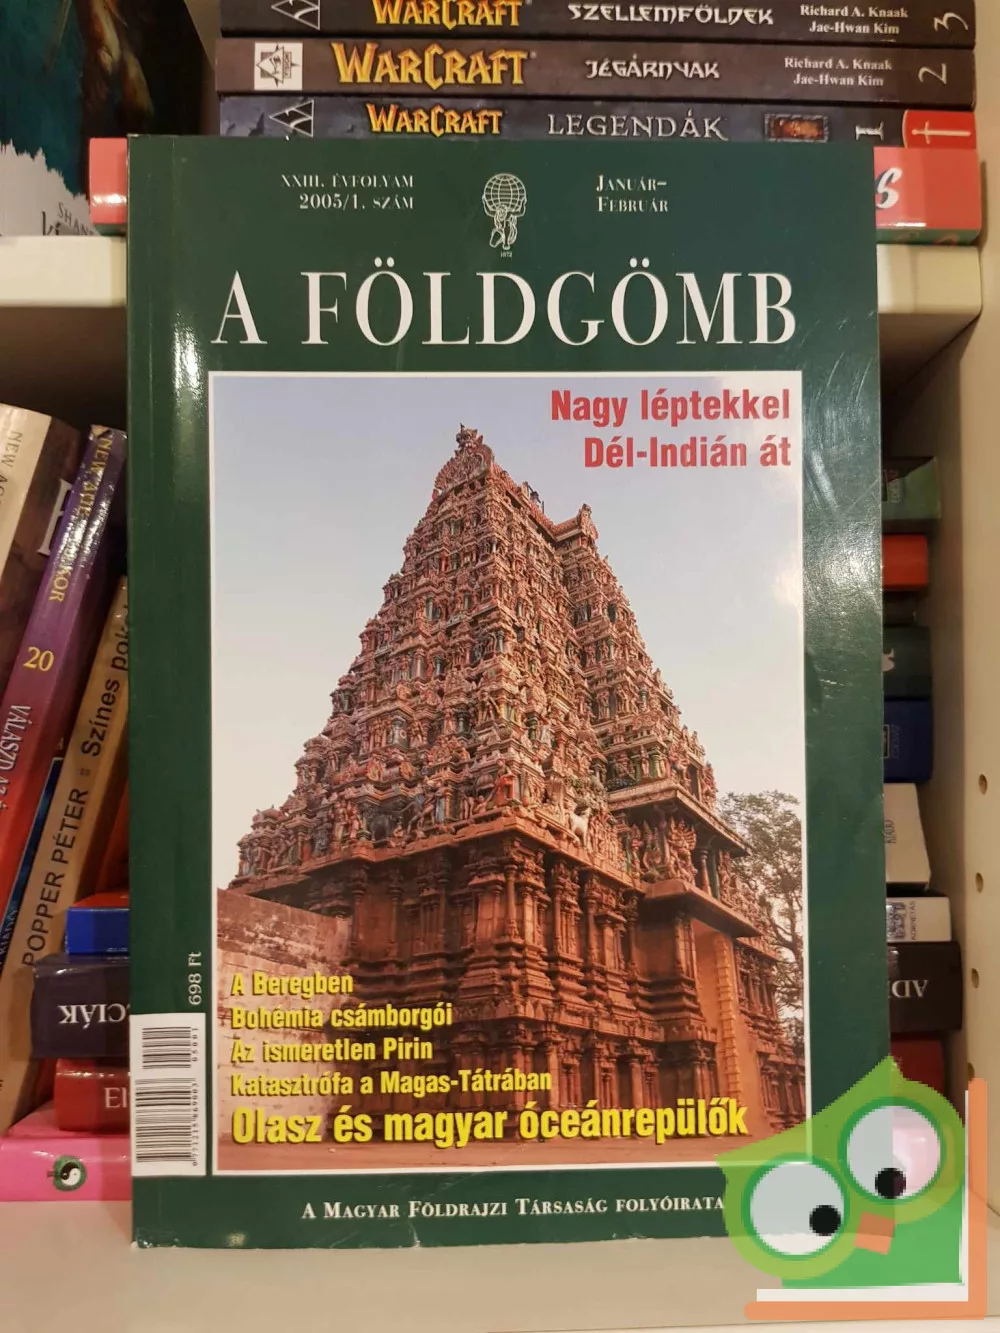 WARCRAFT SZELLEMFÖLDEK Richard A. Knaak Jae-Hwan Kim 3
WARCRAFT JÉGÁRNYAK Richard A. Knaak Jae-Hwan Kim 2
WARCRAFT LEGENDÁK 1
XXIII. ÉVFOLYAM
2005/1. SZÁM
JANUÁR–
FEBRUÁR
1872
A FÖLDGÖMB
Nagy léptekkel
Dél-Indián át
A Beregben
Bohémia csámborgói
Az ismeretlen Pirin
Katasztrófa a Magas-Tátrában
Olasz és magyar óceánrepülők
698 Ft
A MAGYAR FÖLDRAJZI TÁRSASÁG FOLYÓIRATA
20
POPPER PÉTER Színes